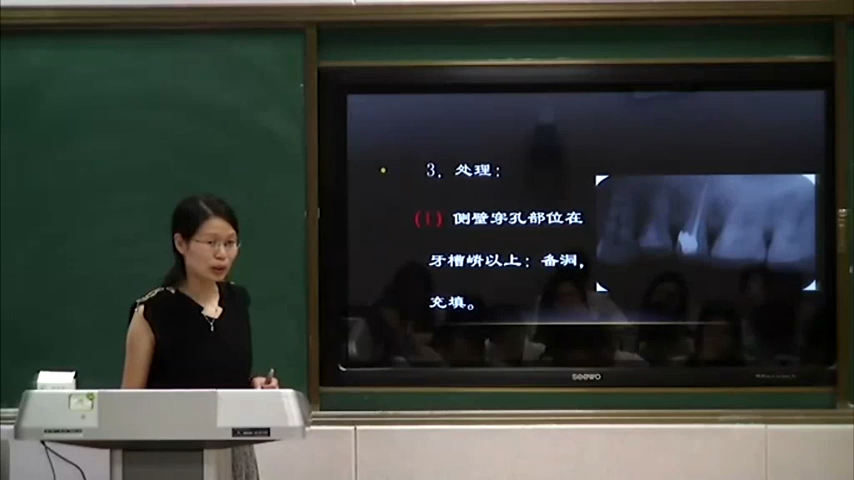 3，处理：
(1) 侧壁穿孔部位在
牙槽嵴以上：备洞，
充填。
seewo